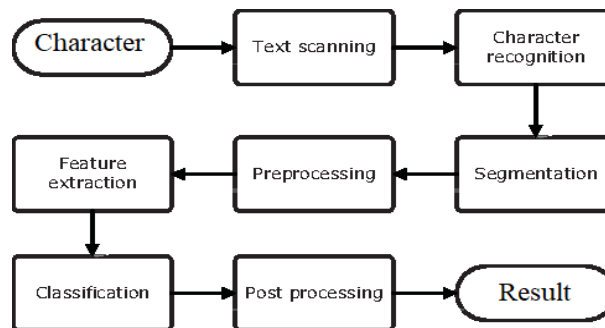 Character
Text scanning
Character
recognition
Segmentation
Preprocessing
Feature
extraction
Classification
Post processing
Result